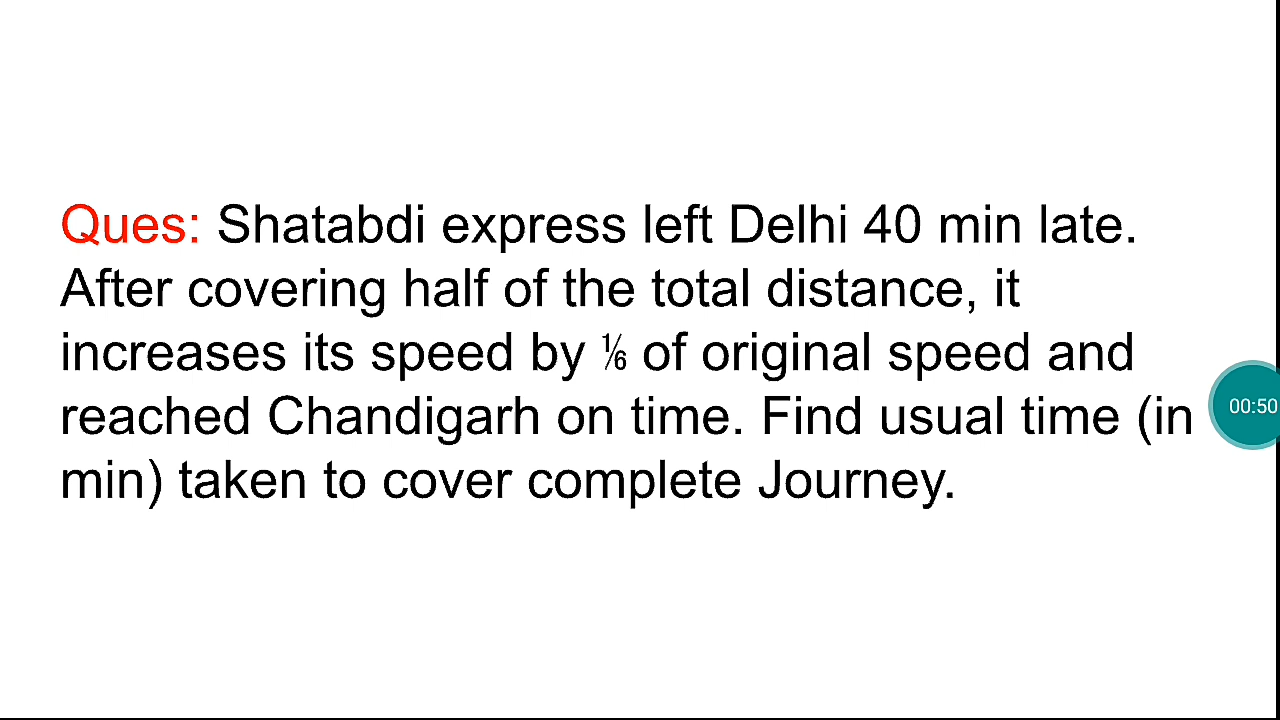 Ques: Shatabdi express left Delhi 40 min late.
After covering half of the total distance, it
increases its speed by ⅙ of original speed and
reached Chandigarh on time. Find usual time (in
min) taken to cover complete Journey.
00:50